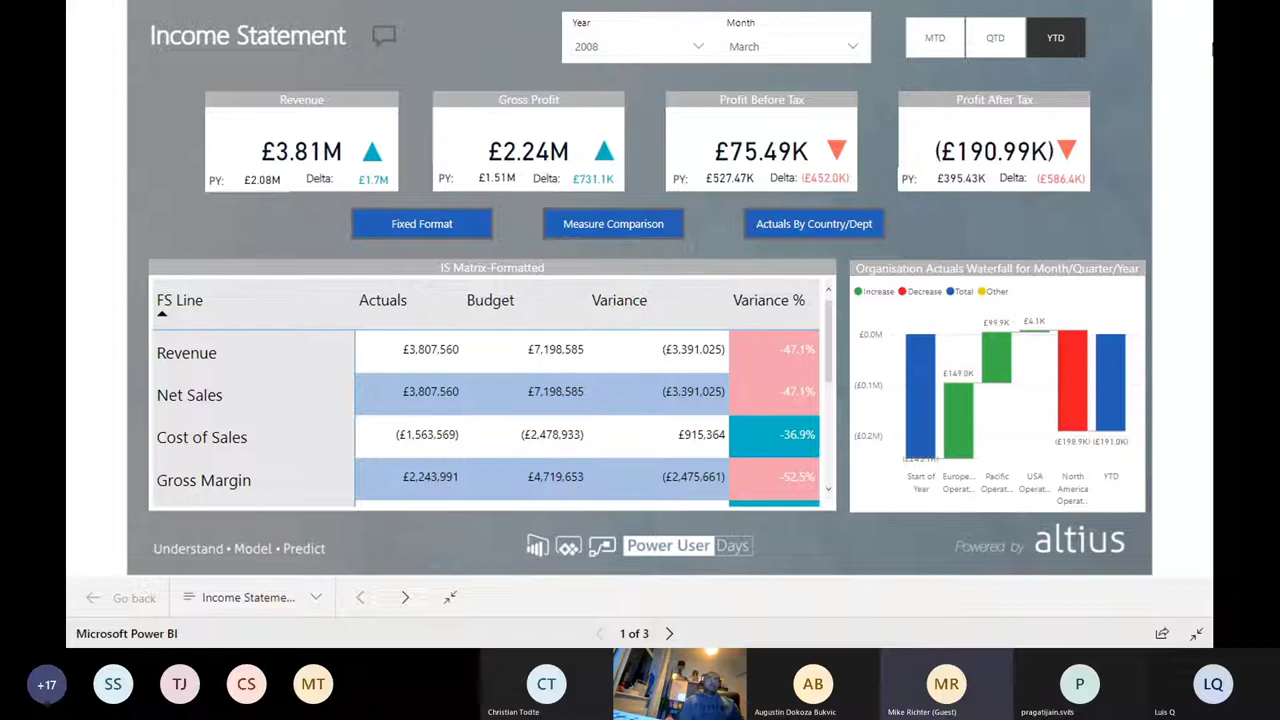 Income Statement
Year
2008
Month
March
MTD
QTD
YTD
Revenue
£3.81M
PY: £2.08M Delta: £1.7M
Gross Profit
£2.24M
PY: £1.51M Delta: £731.1K
Profit Before Tax
£75.49K
PY: £527.47K Delta: (£452.0K)
Profit After Tax
(£190.99K)
PY: £395.43K Delta: (£586.4K)
Fixed Format
Measure Comparison
Actuals By Country/Dept
IS Matrix-Formatted
FS Line Actuals Budget Variance Variance %
Revenue £3,807,560 £7,198,585 (£3,391,025) -47.1%
Net Sales £3,807,560 £7,198,585 (£3,391,025) -47.1%
Cost of Sales (£1,563,569) (£2,478,933) £915,364 -36.9%
Gross Margin £2,243,991 £4,719,653 (£2,475,661) -52.5%
Organisation Actuals Waterfall for Month/Quarter/Year
Increase Decrease Total Other
£0.0M
(£0.1M)
(£0.2M)
£149.0K
£99.9K
£4.1K
(£198.9K)
(£191.0K)
Start of
Year
Europe...
Operat...
Pacific
Operat...
USA
Operat...
North
America
Operat...
YTD
Understand • Model • Predict
Power User Days
Powered by altius
Go back
Income Stateme...
Microsoft Power BI
1 of 3
+17
SS
TJ
CS
MT
CT
Christian Todte
AB
Augustin Dokoza Bukvic
MR
Mike Richter (Guest)
P
pragatijain.svits
LQ
Luis Q